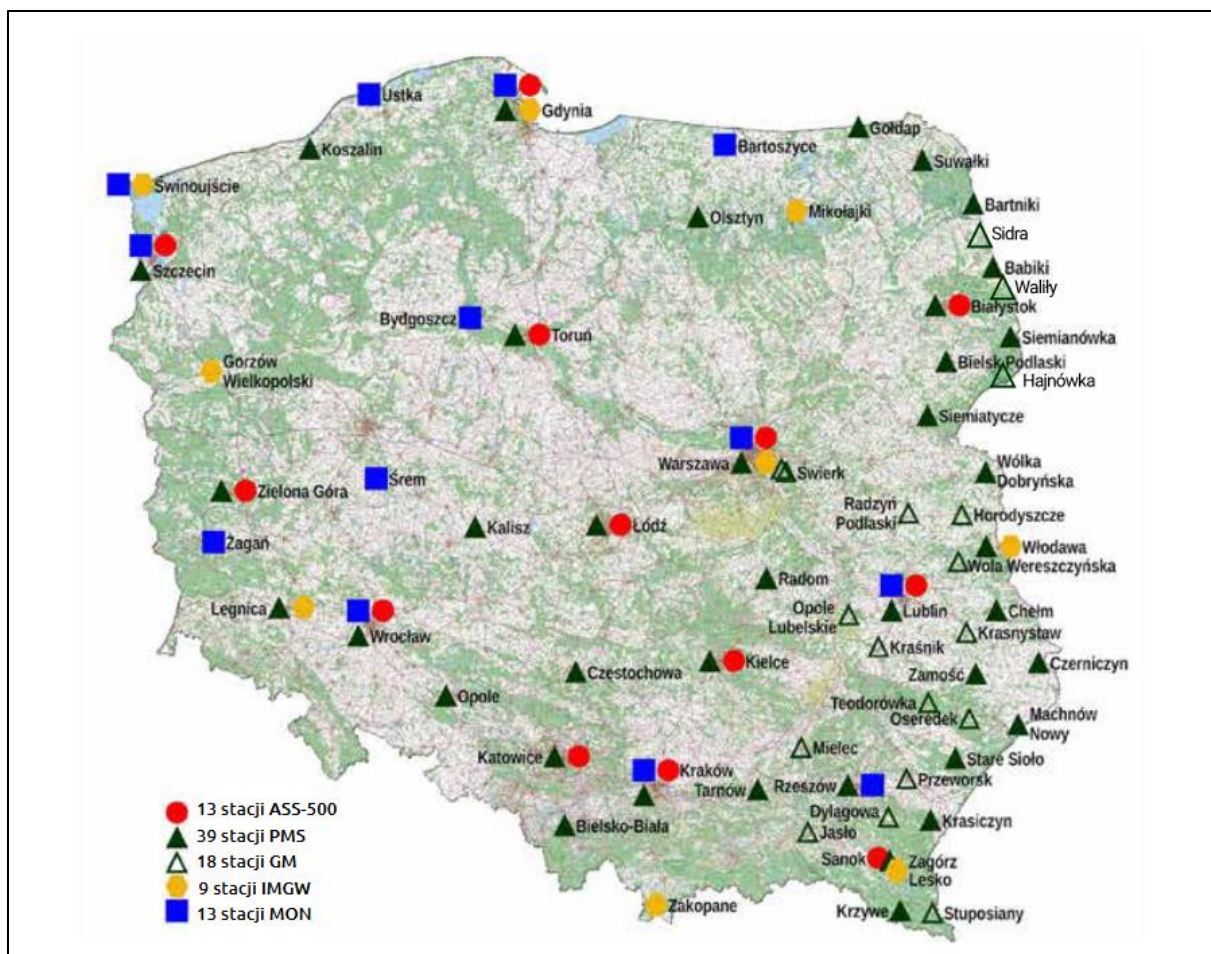 Ustka
Gdynia
Koszalin
Bartoszyce
Gołdap
Suwałki
Świnoujście
Olsztyn
Mikołajki
Bartniki
Sidra
Szczecin
Babiki
Waliły
Białystok
Bydgoszcz
Toruń
Siemianówka
Gorzów
Wielkopolski
Bielsk Podlaski
Hajnówka
Siemiatycze
Warszawa
Swierk
Wólka
Dobryńska
Śrem
Zielona Góra
Radzyń
Podlaski
Horodyszcze
Kalisz
Łódź
Żagań
Włodawa
Wola Wereszczyńska
Radom
Legnica
Opole
Lubelskie
Lublin
Chełm
Wrocław
Krasnystaw
Kraśnik
Kielce
Czerniczyn
Częstochowa
Zamość
Opole
Teodorówka
Oseredek
Machnów
Nowy
Mielec
Katowice
Stare Sioło
Kraków
Tarnów
Rzeszów
Przeworsk
13 stacji ASS-500
Dylągowa
Krasiczyn
Bielsko-Biała
Jasło
39 stacji PMS
18 stacji GM
Sanok
Zagórz
Lesko
9 stacji IMGW
Zakopane
Krzywe
Stuposiany
13 stacji MON